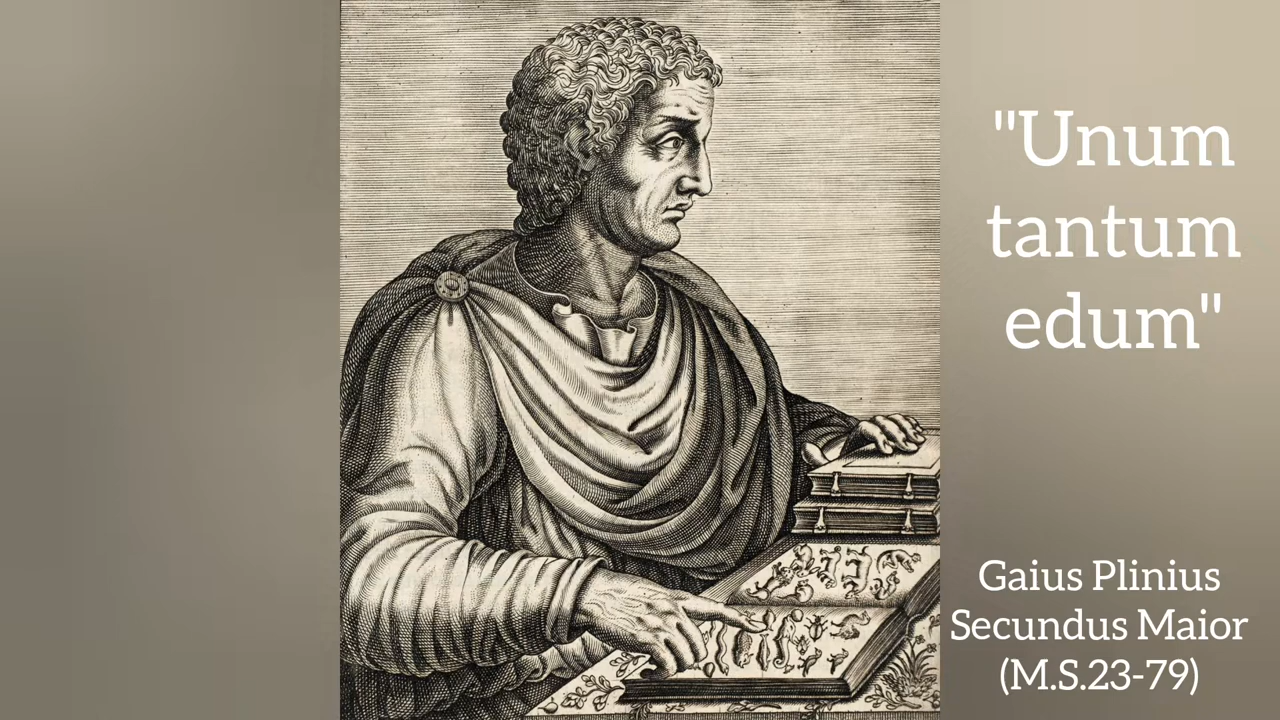 "Unum
tantum
edum"
Gaius Plinius
Secundus Maior
(M.S.23-79)